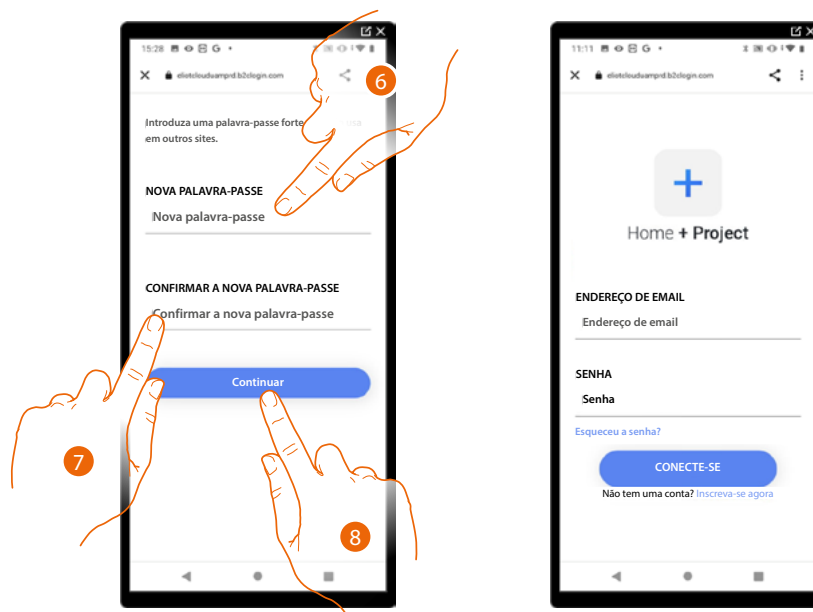 15:28 G •
elietclouduamprd.b2clogin.com
6
Introduza uma palavra-passe forte
em outros sites.
NOVA PALAVRA-PASSE
Nova palavra-passe
CONFIRMAR A NOVA PALAVRA-PASSE
Confirmar a nova palavra-passe
Continuar
7
8
11:11 G •
elietclouduamprd.b2clogin.com
Home + Project
ENDEREÇO DE EMAIL
Endereço de email
SENHA
Senha
Esqueceu a senha?
CONECTE-SE
Não tem uma conta? Inscreva-se agora